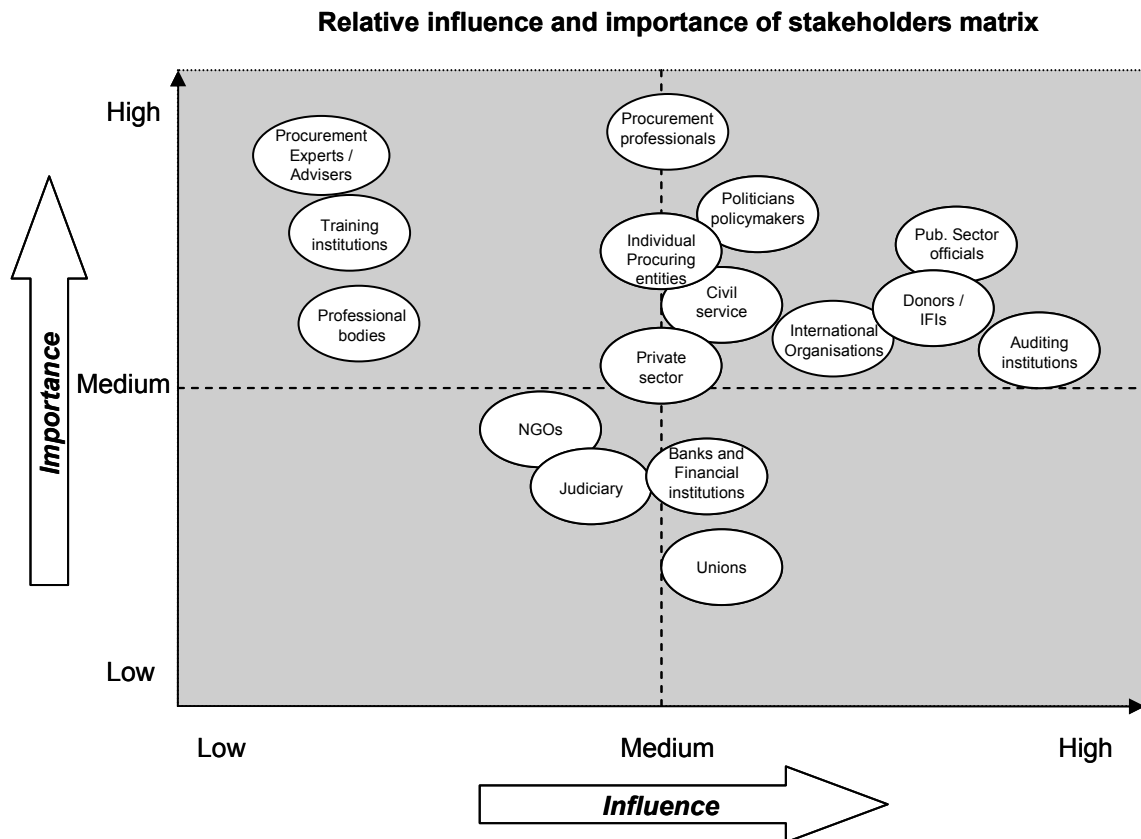 Relative influence and importance of stakeholders matrix
High
Procurement
professionals
Procurement
Experts /
Advisers
Politicians
policymakers
Training
institutions
Individual
Procuring
entities
Pub. Sector
officials
Civil
service
Donors /
IFIs
Professional
bodies
International
Organisations
Auditing
institutions
Private
sector
Importance
Medium
NGOs
Banks and
Financial
institutions
Judiciary
Unions
Low
Low
Medium
High
Influence